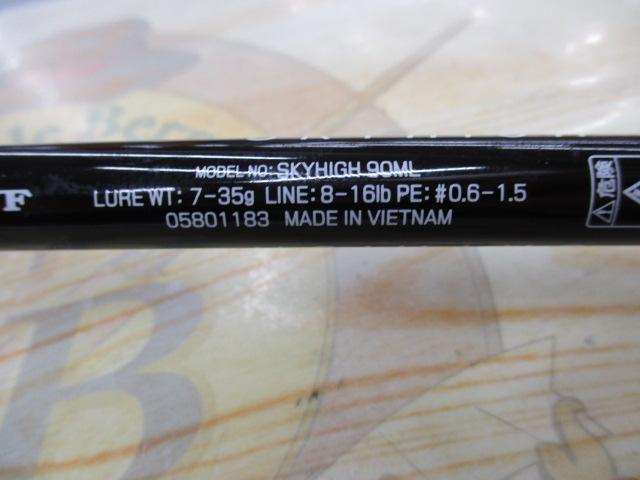 MODEL NO: SKYHIGH 90ML
F
LURE WT: 7-35g LINE: 8-16lb PE: #0.6-1.5
05801183 MADE IN VIETNAM
危険
B